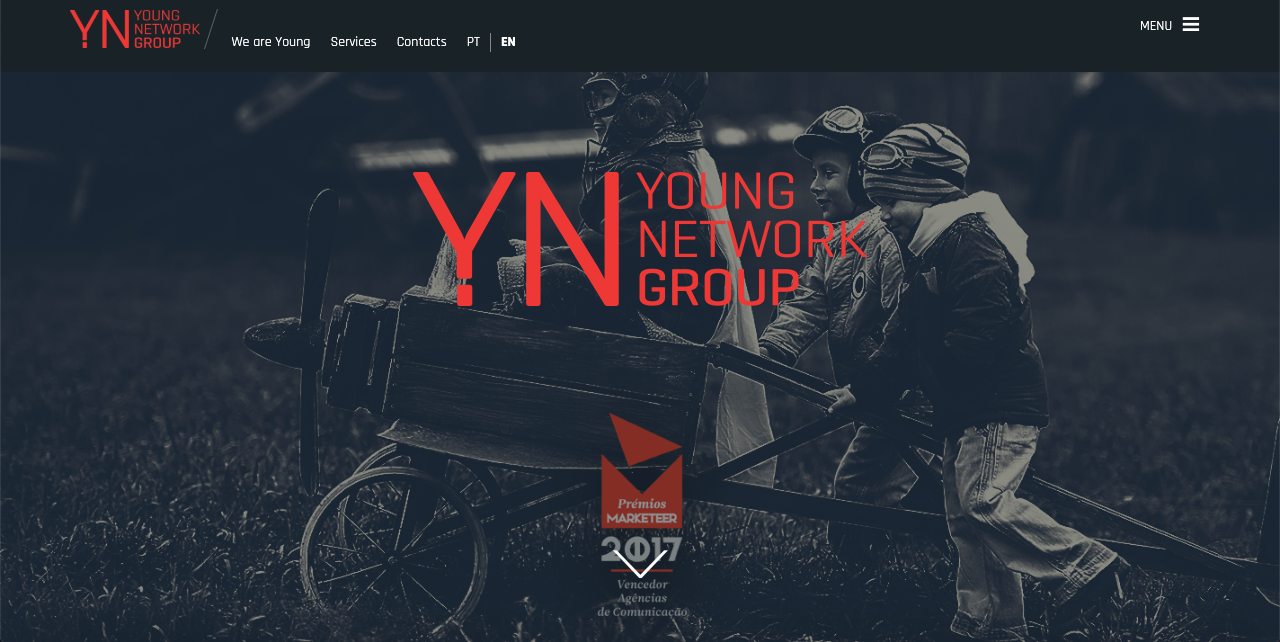 YN YOUNG
NETWORK
GROUP
We are Young Services Contacts PT EN
MENU
YN YOUNG
NETWORK
GROUP
Prémios
MARKETEER
2017
Vencedor
Agências
de Comunicação